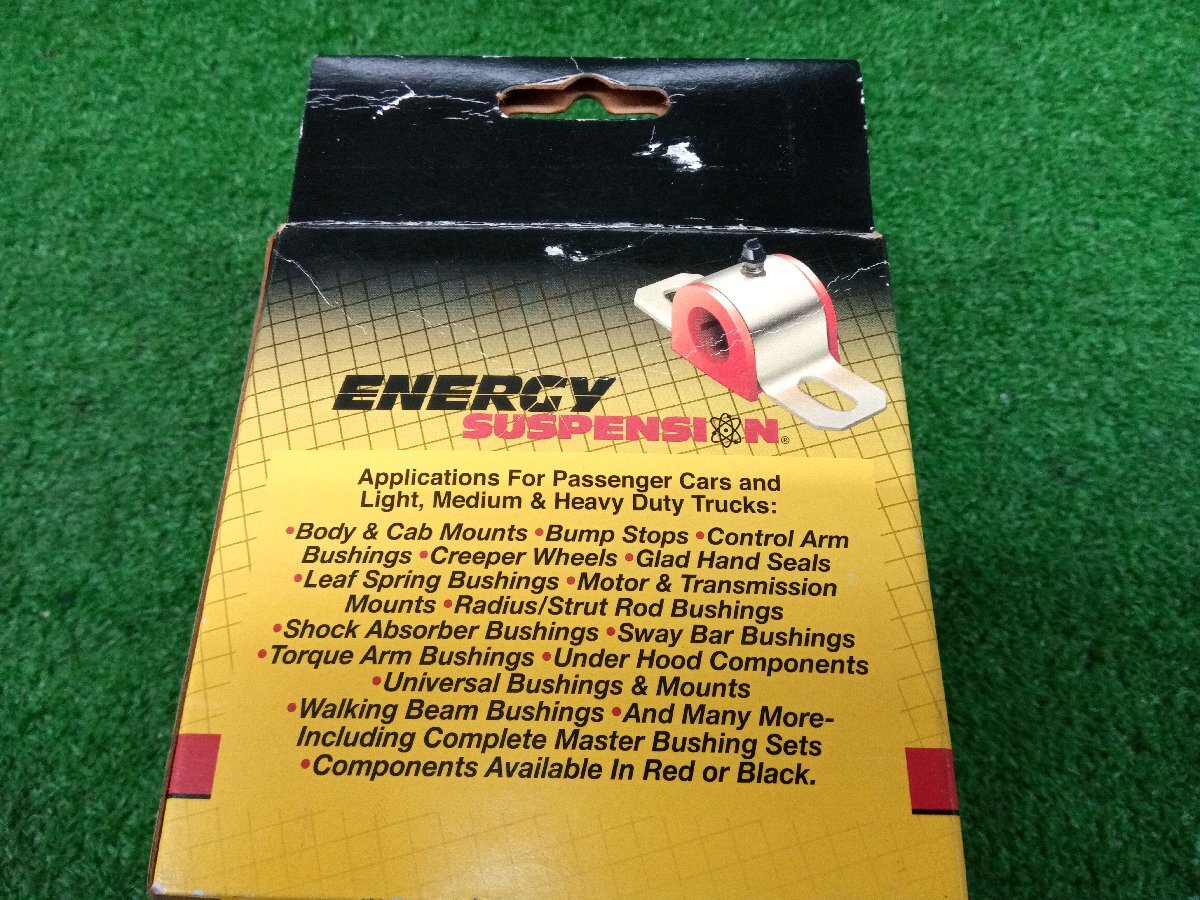 ENERGY
SUSPENSION®
Applications For Passenger Cars and
Light, Medium & Heavy Duty Trucks:
•Body & Cab Mounts •Bump Stops •Control Arm
Bushings •Creeper Wheels •Glad Hand Seals
•Leaf Spring Bushings •Motor & Transmission
Mounts •Radius/Strut Rod Bushings
•Shock Absorber Bushings •Sway Bar Bushings
•Torque Arm Bushings •Under Hood Components
•Universal Bushings & Mounts
•Walking Beam Bushings •And Many More-
Including Complete Master Bushing Sets
•Components Available In Red or Black.